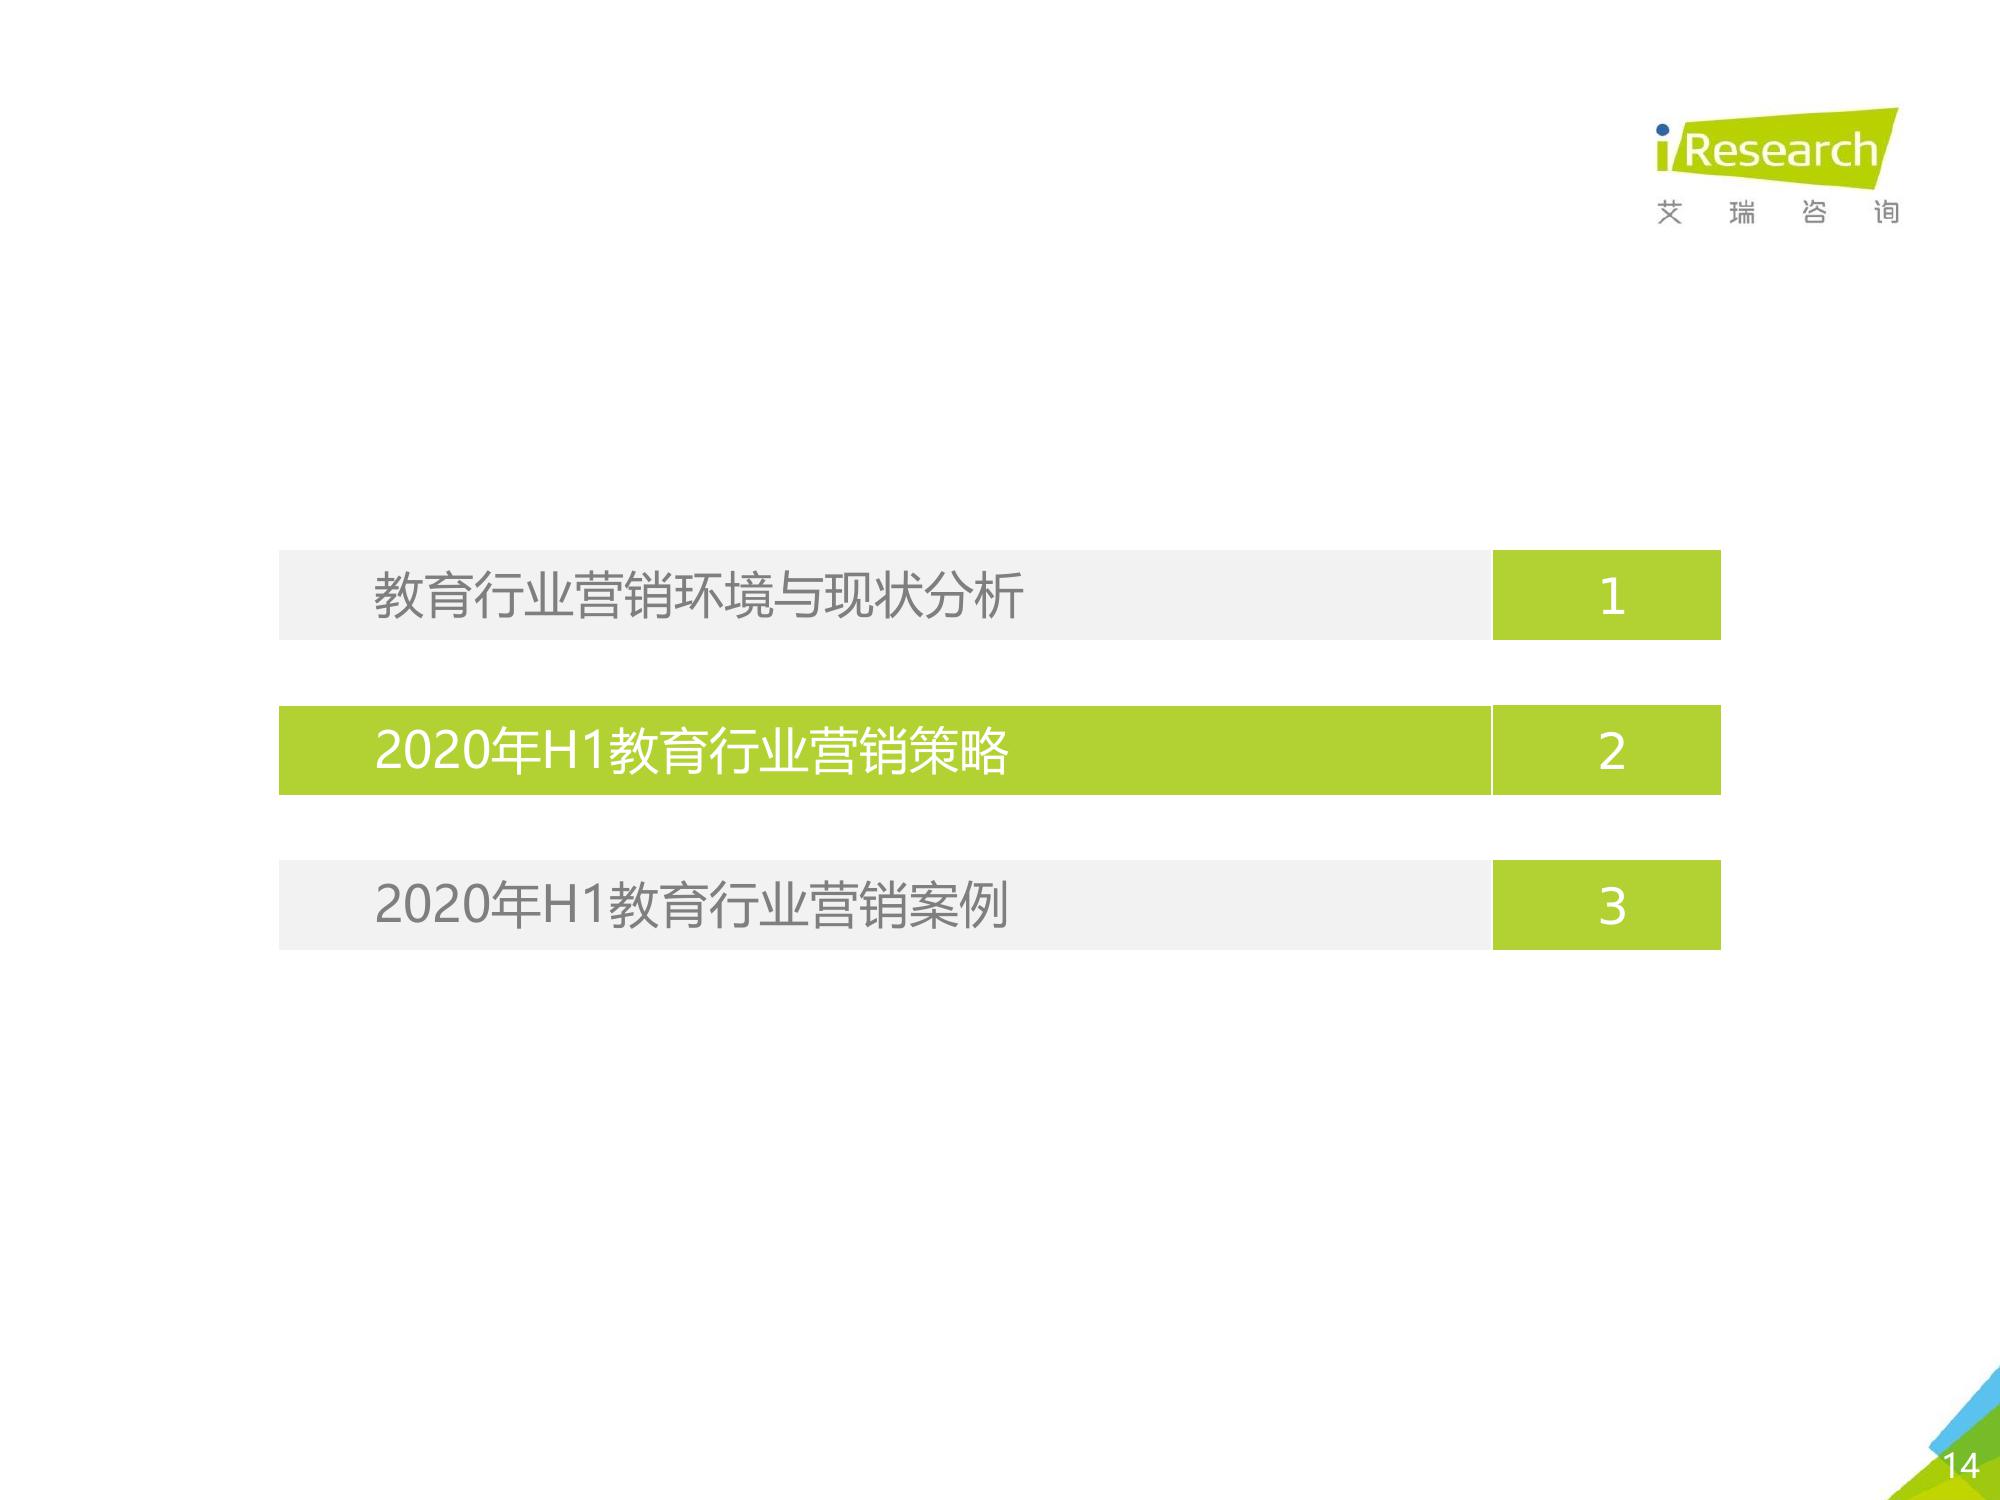 iResearch
艾瑞咨询
教育行业营销环境与现状分析 1
2020年H1教育行业营销策略 2
2020年H1教育行业营销案例 3
14